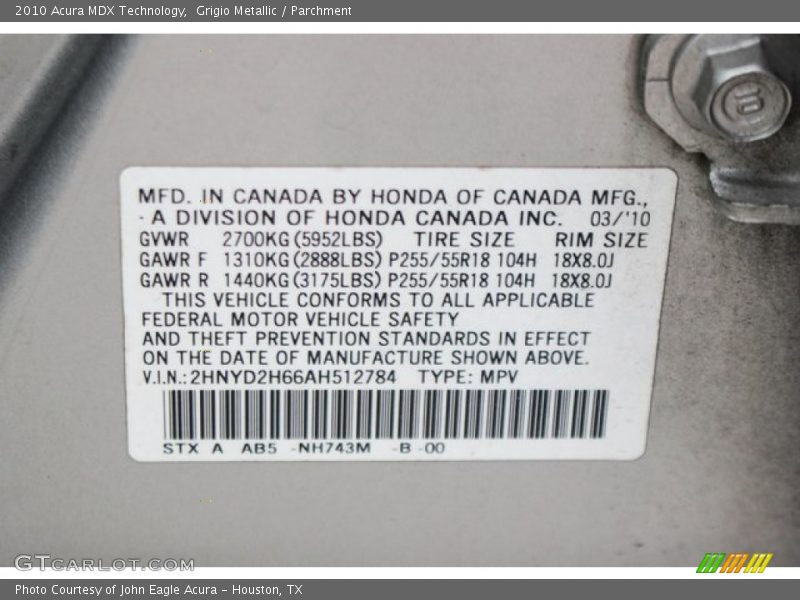 2010 Acura MDX Technology,  Grigio Metallic / Parchment
MFD. IN CANADA BY HONDA OF CANADA MFG.,
- A DIVISION OF HONDA CANADA INC. 03/'10
GVWR 2700KG(5952LBS) TIRE SIZE RIM SIZE
GAWR F 1310KG(2888LBS) P255/55R18 104H 18X8.0J
GAWR R 1440KG(3175LBS) P255/55R18 104H 18X8.0J
THIS VEHICLE CONFORMS TO ALL APPLICABLE
FEDERAL MOTOR VEHICLE SAFETY
AND THEFT PREVENTION STANDARDS IN EFFECT
ON THE DATE OF MANUFACTURE SHOWN ABOVE.
V.I.N.: 2HNYD2H66AH512784 TYPE: MPV
STX A AB5 -NH743M -B -00
GTCarLot.com
Photo Courtesy of John Eagle Acura - Houston, TX